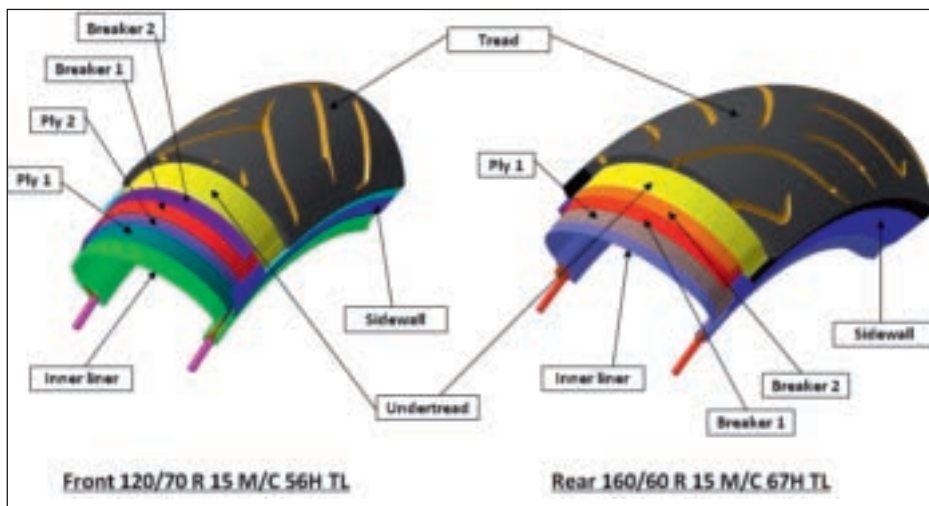 Breaker 2
Tread
Breaker 1
Ply 2
Ply 1
Ply 1
Sidewall
Sidewall
Inner liner
Inner liner
Breaker 2
Undertread
Breaker 1
Front 120/70 R 15 M/C 56H TL
Rear 160/60 R 15 M/C 67H TL